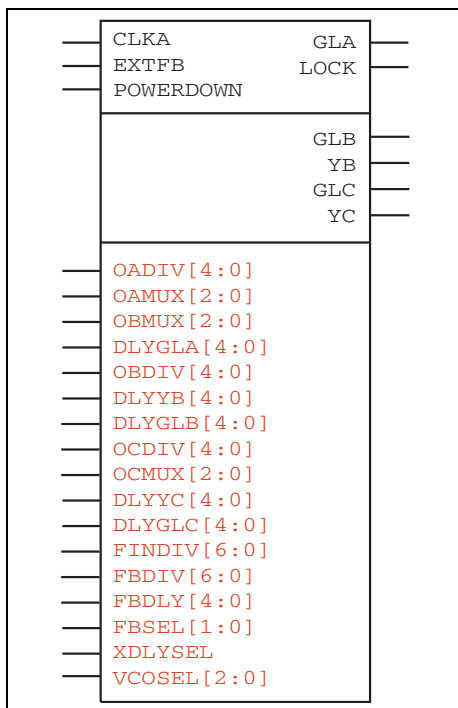 CLKA GLA
EXTFB LOCK
POWERDOWN
GLB
YB
GLC
YC
OADIV[4:0]
OAMUX[2:0]
OBMUX[2:0]
DLYGLA[4:0]
OBDIV[4:0]
DLYYB[4:0]
DLYGLB[4:0]
OCDIV[4:0]
OCMUX[2:0]
DLYYC[4:0]
DLYGLC[4:0]
FINDIV[6:0]
FBDIV[6:0]
FBDLY[4:0]
FBSEL[1:0]
XDLYSEL
VCOSEL[2:0]